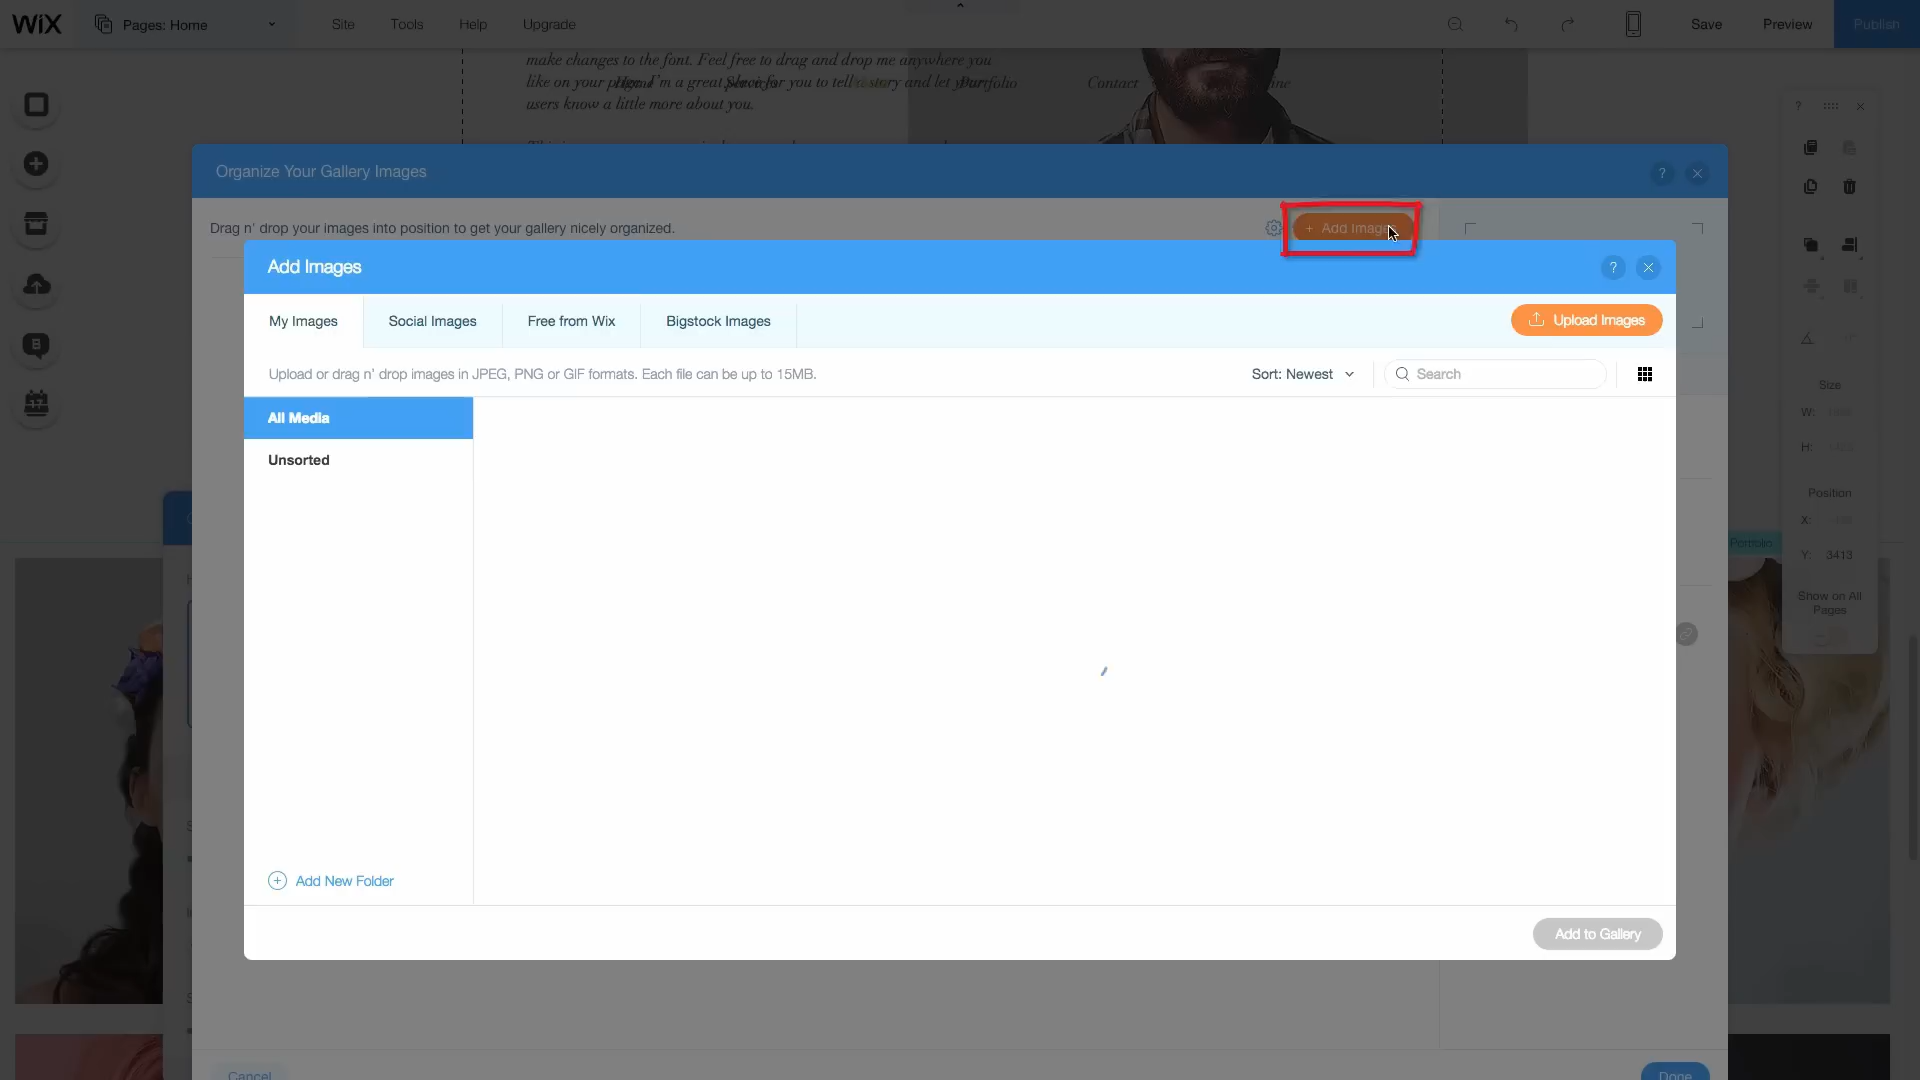 WiX
Pages: Home
Site
Tools
Help
Upgrade
Save
Preview
Publish
make changes to the font. Feel free to drag and drop me anywhere you
like on your page. I'm a great place for you to tell a story and let your
users know a little more about you.
Portfolio
Contact
Organize Your Gallery Images
?
Drag n' drop your images into position to get your gallery nicely organized.
+ Add Images
Add Images
?
My Images
Social Images
Free from Wix
Bigstock Images
Upload Images
Upload or drag n' drop images in JPEG, PNG or GIF formats. Each file can be up to 15MB.
Sort: Newest
Search
All Media
Unsorted
Add New Folder
Add to Gallery
Cancel
Done
?
Size
W:
H:
Position
X:
Y: 3413
Show on All
Pages
Portfolio
B
17